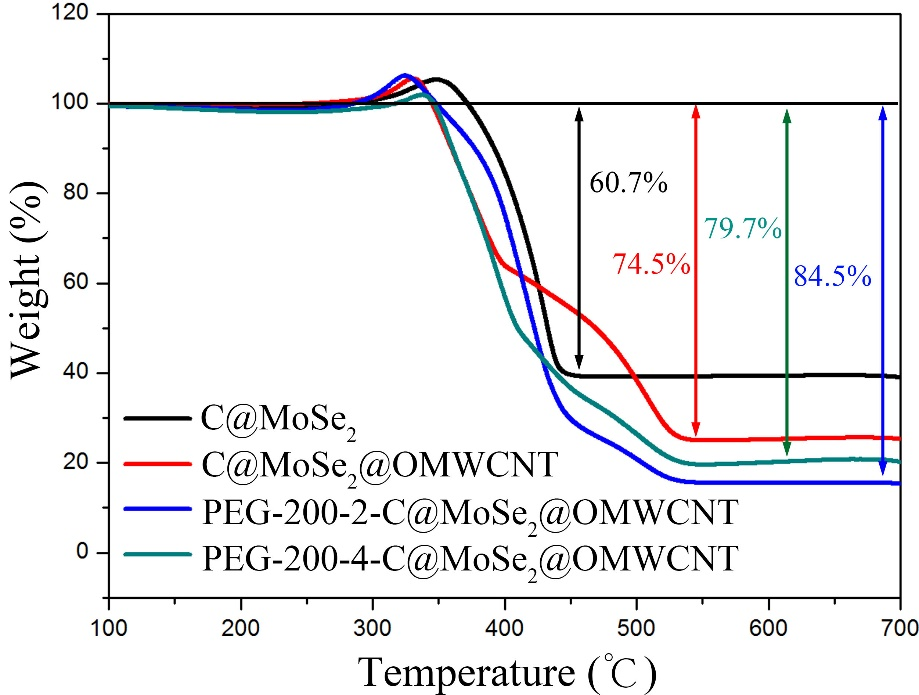 120
100
80
60
40
20
0
Weight (%)
60.7%
79.7%
74.5%
84.5%
C@MoSe₂
C@MoSe₂@OMWCNT
PEG-200-2-C@MoSe₂@OMWCNT
PEG-200-4-C@MoSe₂@OMWCNT
100 200 300 400 500 600 700
Temperature (℃)